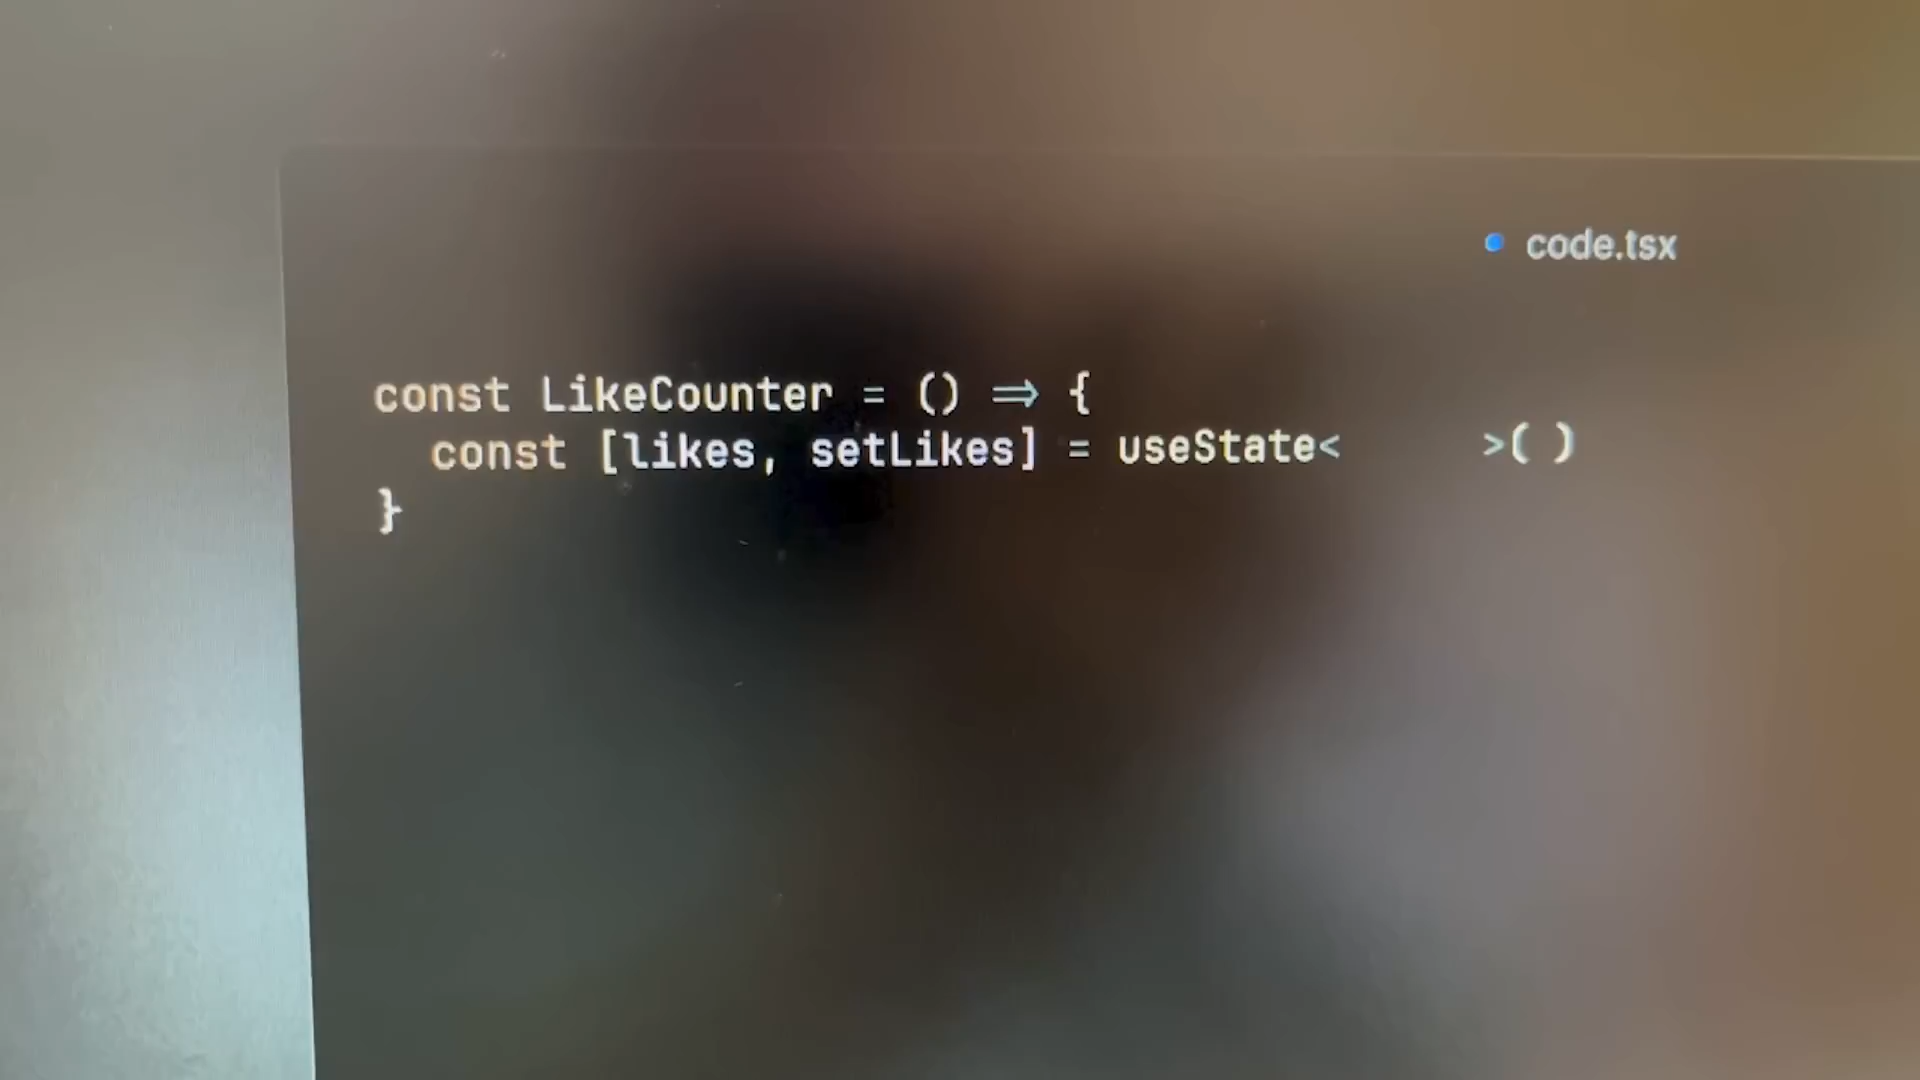 code.tsx
const LikeCounter = () => {
  const [likes, setLikes] = useState<     >( )
}